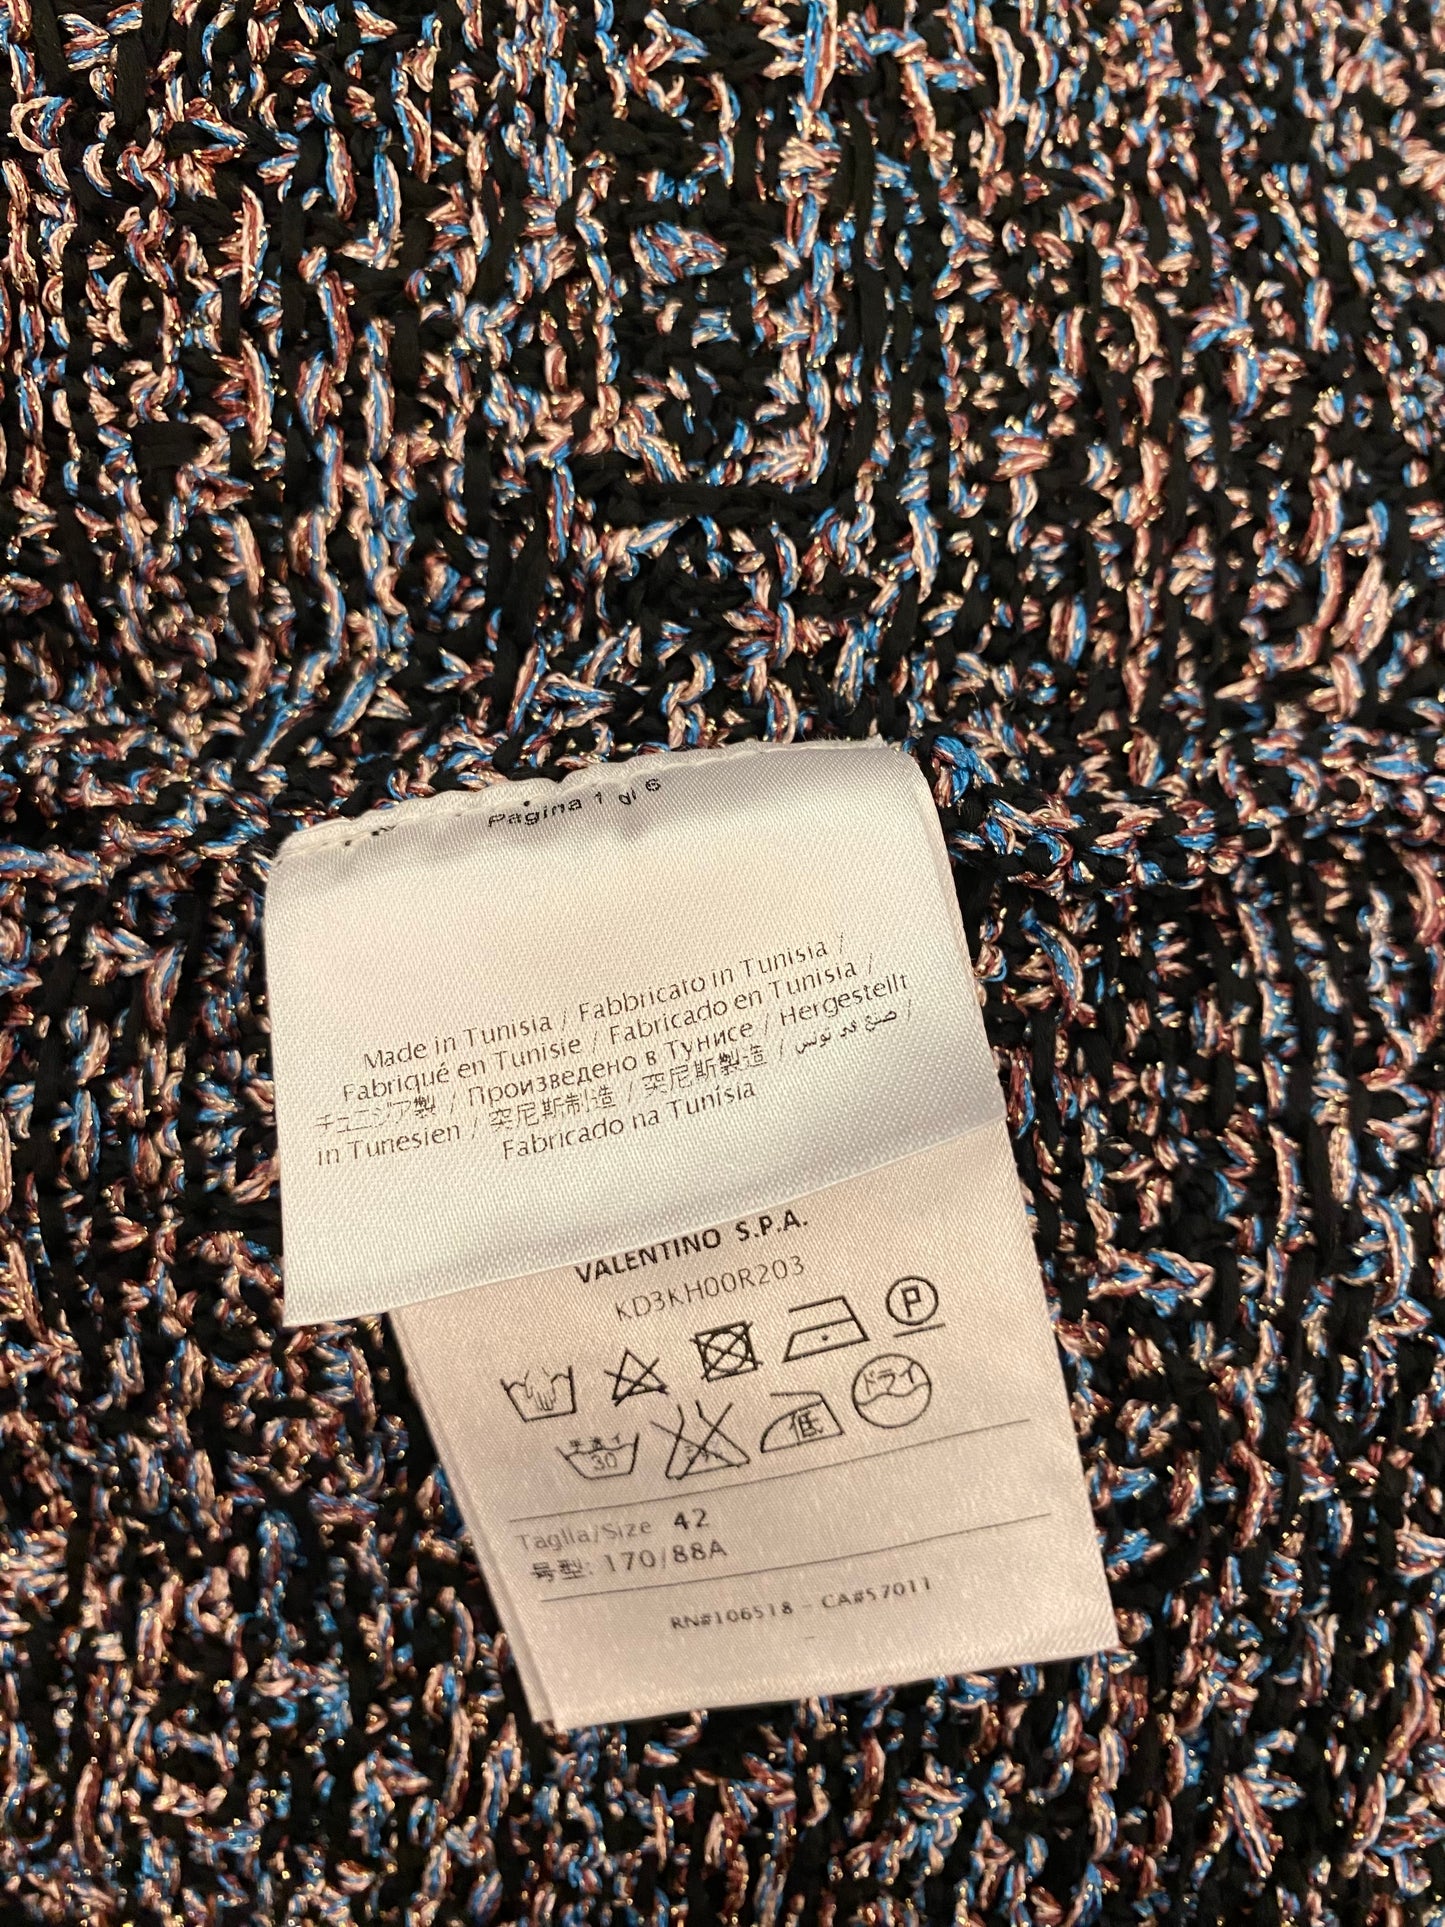 Pagina 1 di 6
Made in Tunisia / Fabbricato in Tunisia /
Fabriqué en Tunisie / Fabricado en Tunisia /
チュニジア製 / Произведено в Тунисе / Hergestellt
in Tunesien / 突尼斯制造 / 突尼斯製造 / صنع في تونس /
Fabricado na Tunísia
VALENTINO S.P.A.
KD3KH00R203
P
手洗イ
30
低
ドライ
Taglia/Size 42
号型: 170/88A
RN#106518 - CA#57011